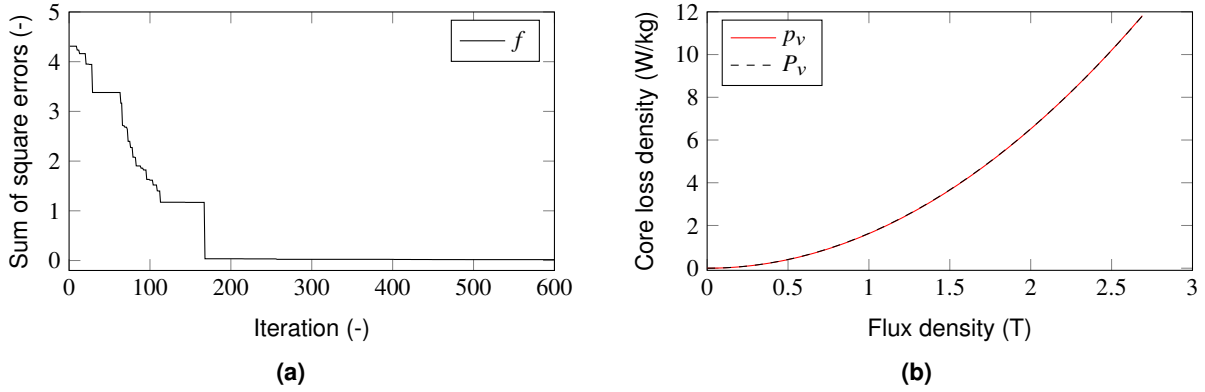 5
4
3
2
1
0
0 100 200 300 400 500 600
Sum of square errors (-)
Iteration (-)
f
(a)
12
10
8
6
4
2
0
0 0.5 1 1.5 2 2.5 3
Core loss density (W/kg)
Flux density (T)
p_v
P_v
(b)